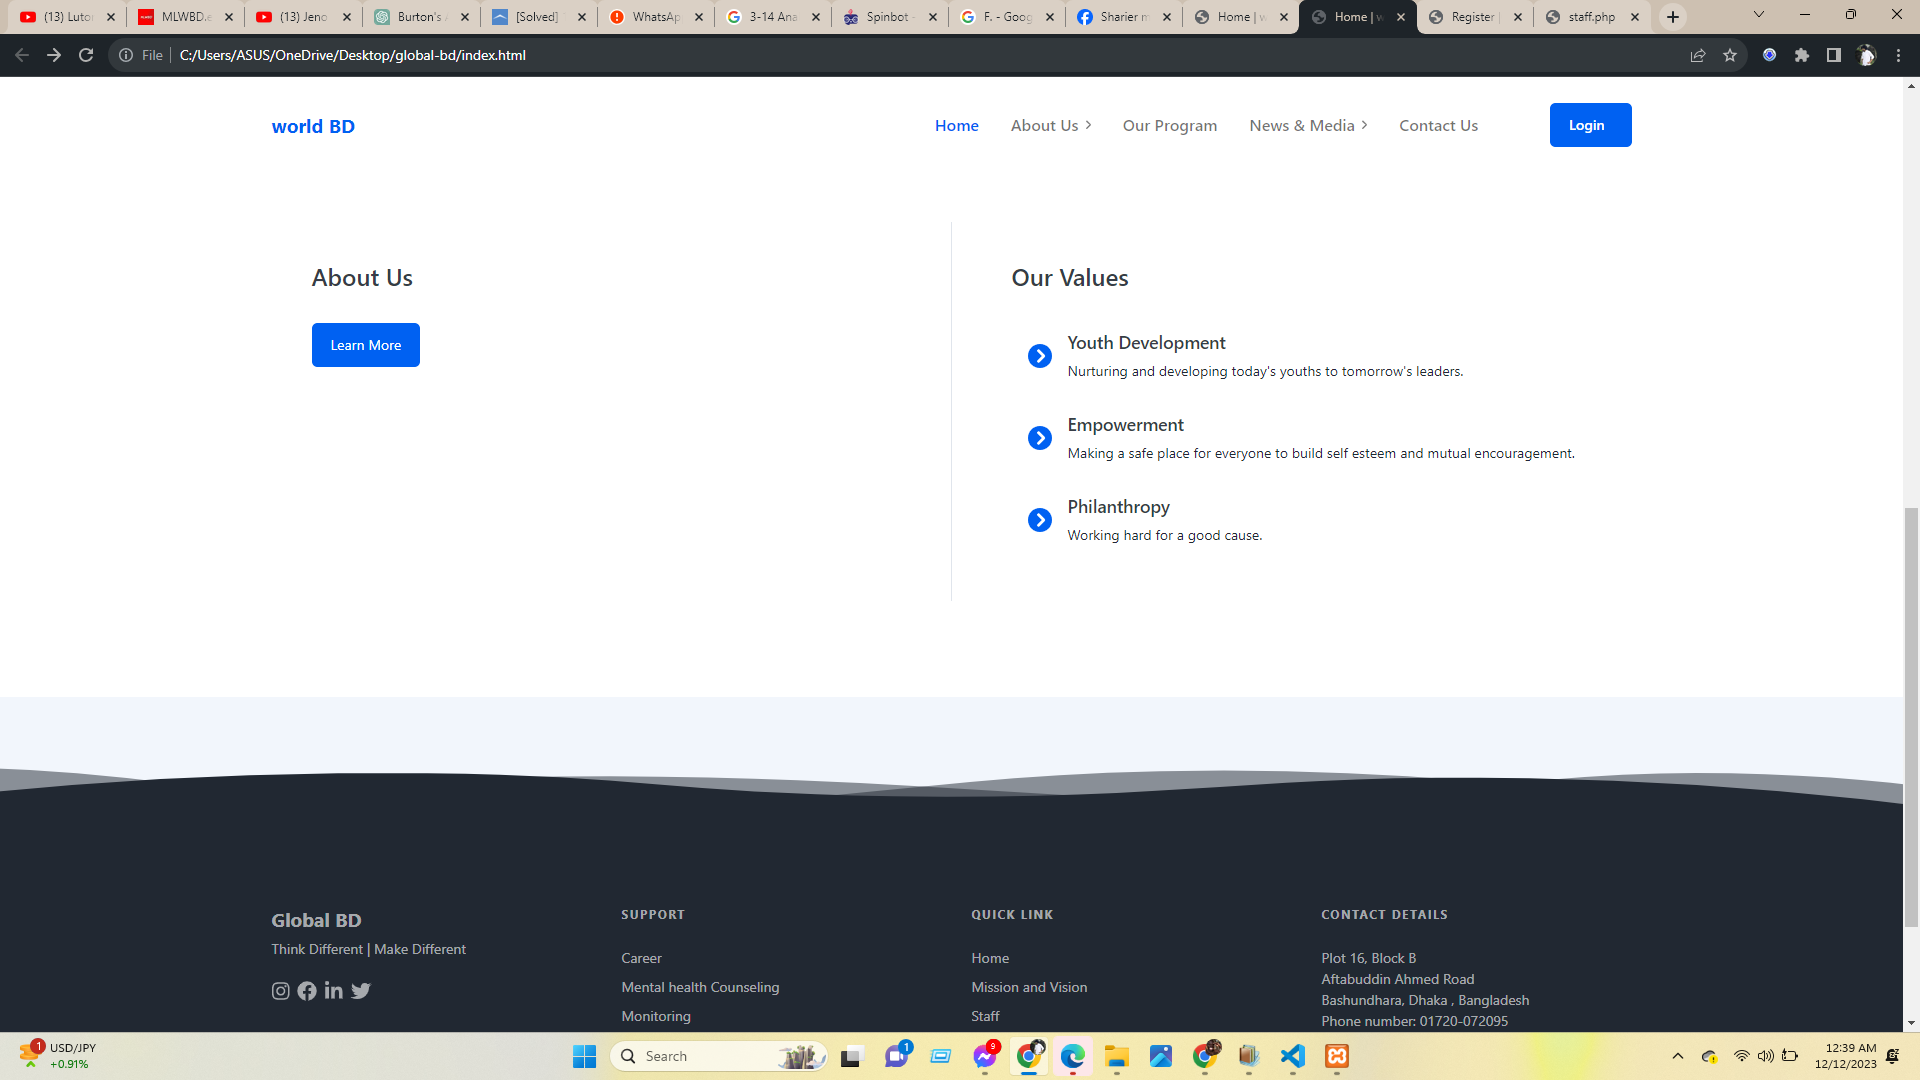 (13) Lutor
MLWBD.e
(13) Jeno
Burton's
[Solved]
WhatsAp
3-14 Ana
Spinbot
F. - Goog
Sharier m
Home | w
Home | w
Register |
staff.php
File
C:/Users/ASUS/OneDrive/Desktop/global-bd/index.html
world BD
Home
About Us
Our Program
News & Media
Contact Us
Login
About Us
Learn More
Our Values
Youth Development
Nurturing and developing today's youths to tomorrow's leaders.
Empowerment
Making a safe place for everyone to build self esteem and mutual encouragement.
Philanthropy
Working hard for a good cause.
Global BD
Think Different | Make Different
SUPPORT
Career
Mental health Counseling
Monitoring
QUICK LINK
Home
Mission and Vision
Staff
CONTACT DETAILS
Plot 16, Block B
Aftabuddin Ahmed Road
Bashundhara, Dhaka , Bangladesh
Phone number: 01720-072095
1
USD/JPY
+0.91%
Search
1
9
12:39 AM
12/12/2023